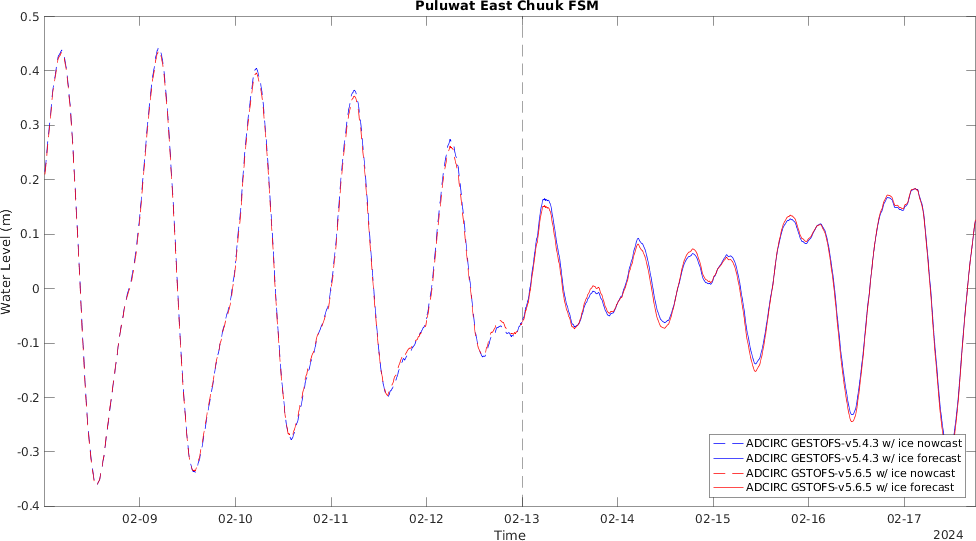 Puluwat East Chuuk FSM
0.5
0.4
0.3
0.2
0.1
0
-0.1
-0.2
-0.3
-0.4
Water Level (m)
ADCIRC GESTOFS-v5.4.3 w/ ice nowcast
ADCIRC GESTOFS-v5.4.3 w/ ice forecast
ADCIRC GSTOFS-v5.6.5 w/ ice nowcast
ADCIRC GSTOFS-v5.6.5 w/ ice forecast
02-09 02-10 02-11 02-12 02-13 02-14 02-15 02-16 02-17
Time
2024